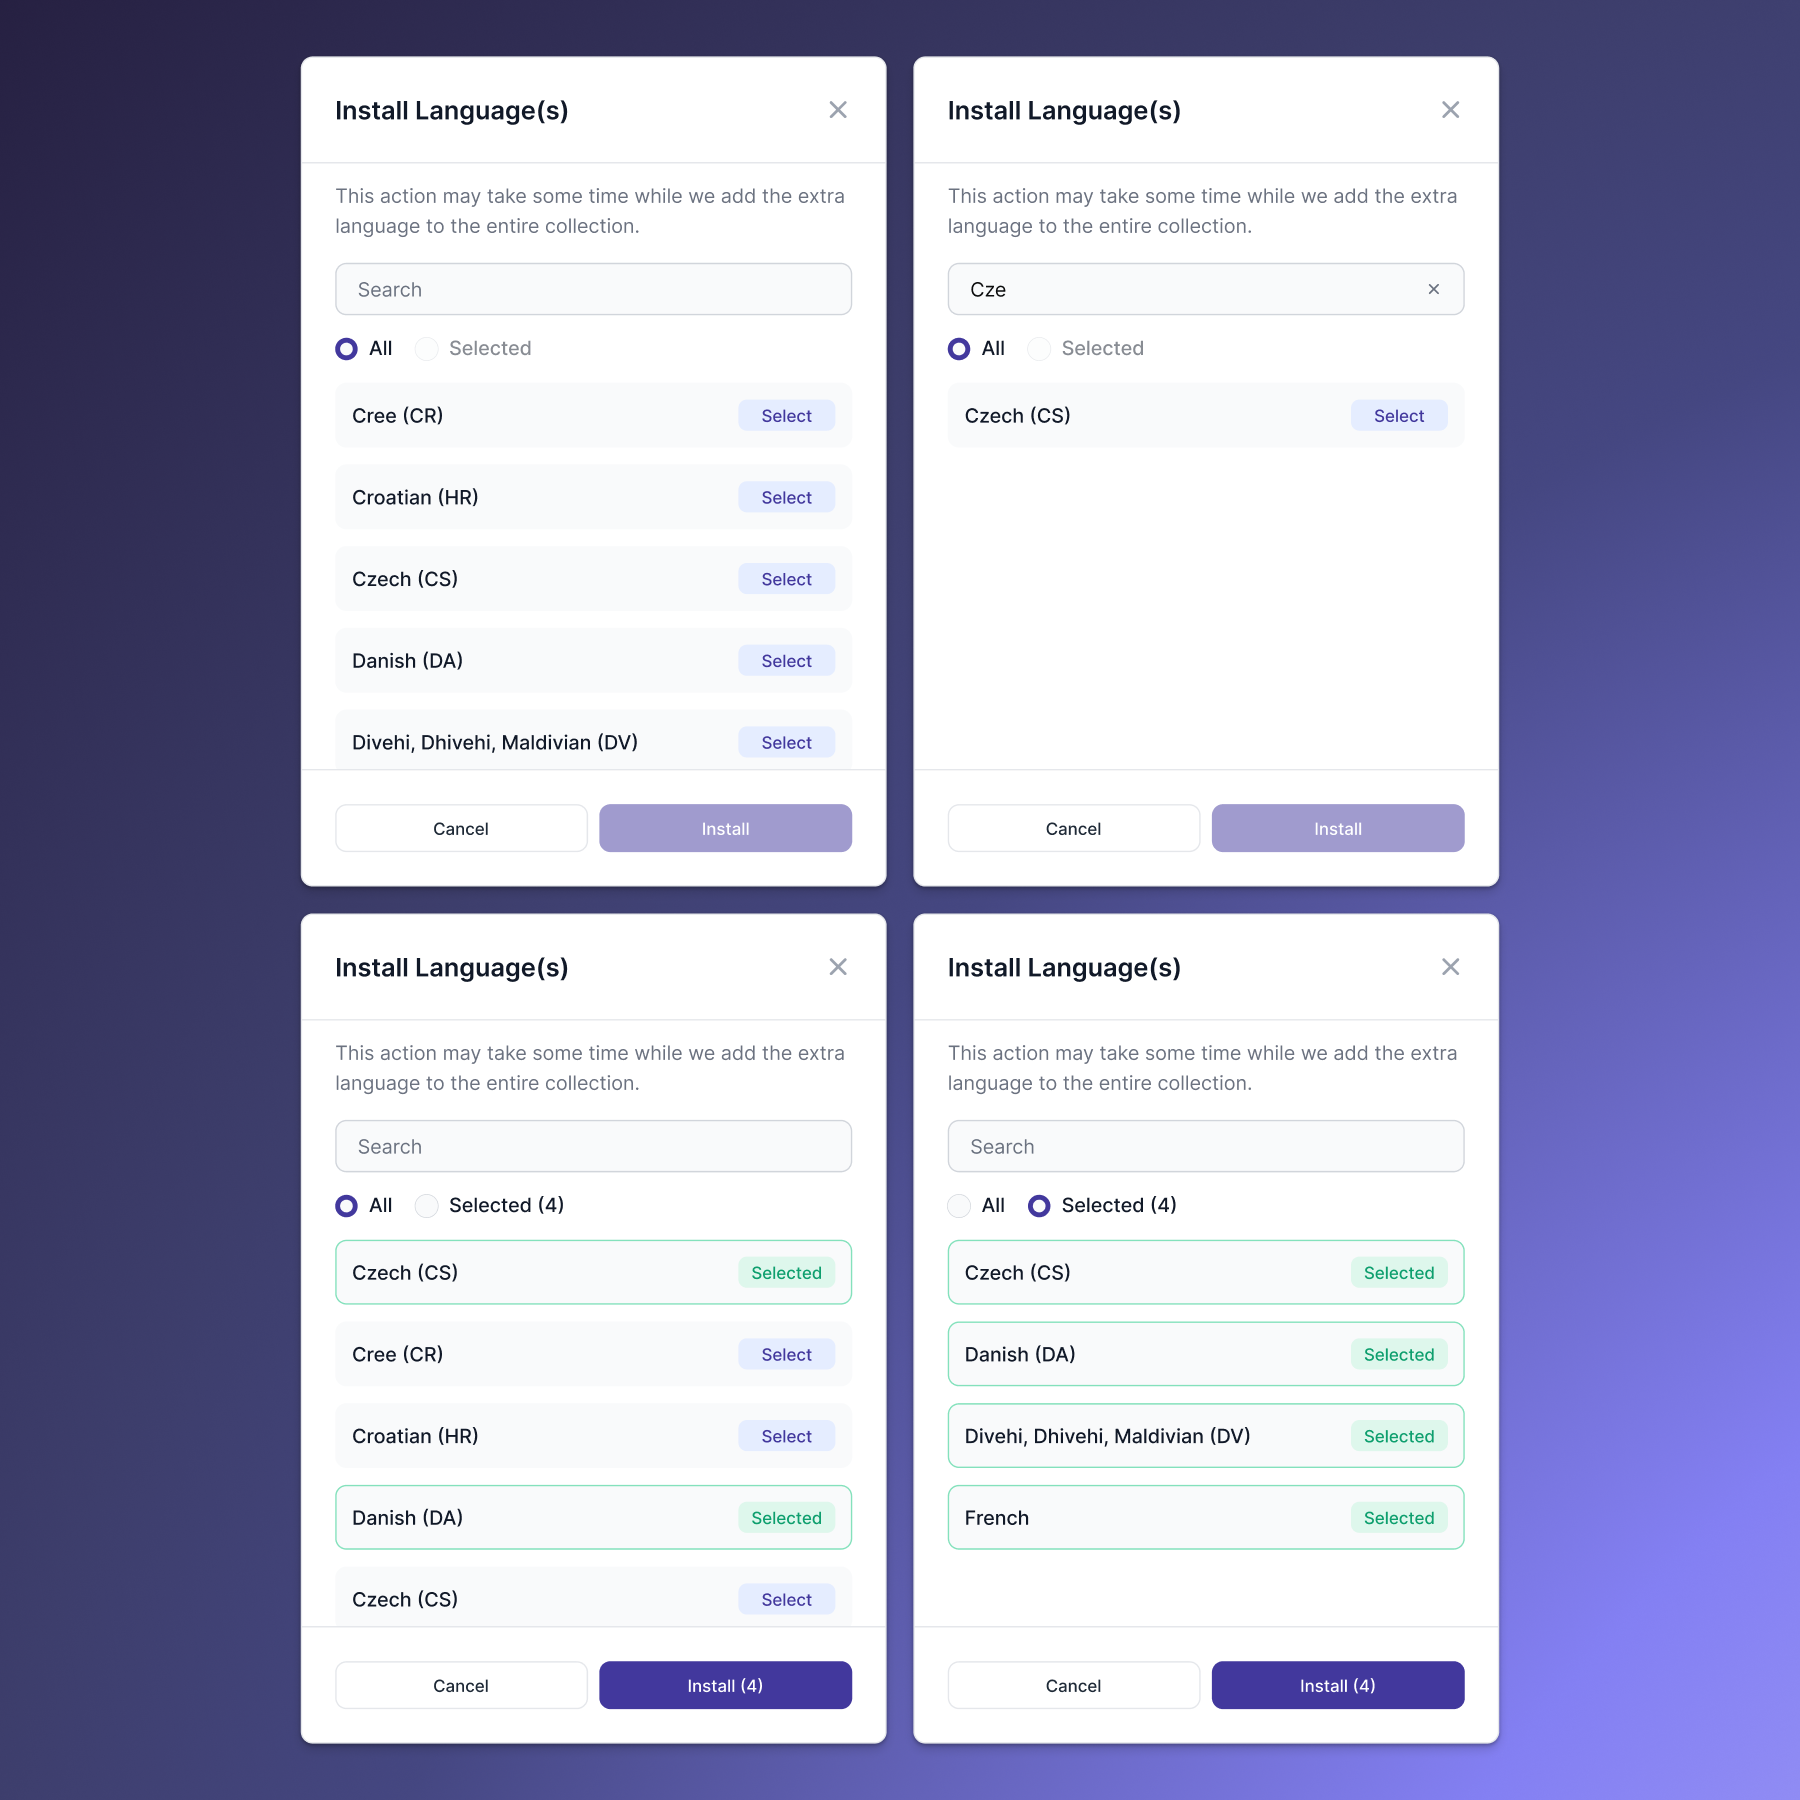 Install Language(s)
This action may take some time while we add the extra
language to the entire collection.
Search
All Selected
Cree (CR) Select
Croatian (HR) Select
Czech (CS) Select
Danish (DA) Select
Divehi, Dhivehi, Maldivian (DV) Select
Cancel Install
Install Language(s)
This action may take some time while we add the extra
language to the entire collection.
Cze
All Selected
Czech (CS) Select
Cancel Install
Install Language(s)
This action may take some time while we add the extra
language to the entire collection.
Search
All Selected (4)
Czech (CS) Selected
Cree (CR) Select
Croatian (HR) Select
Danish (DA) Selected
Czech (CS) Select
Cancel Install (4)
Install Language(s)
This action may take some time while we add the extra
language to the entire collection.
Search
All Selected (4)
Czech (CS) Selected
Danish (DA) Selected
Divehi, Dhivehi, Maldivian (DV) Selected
French Selected
Cancel Install (4)